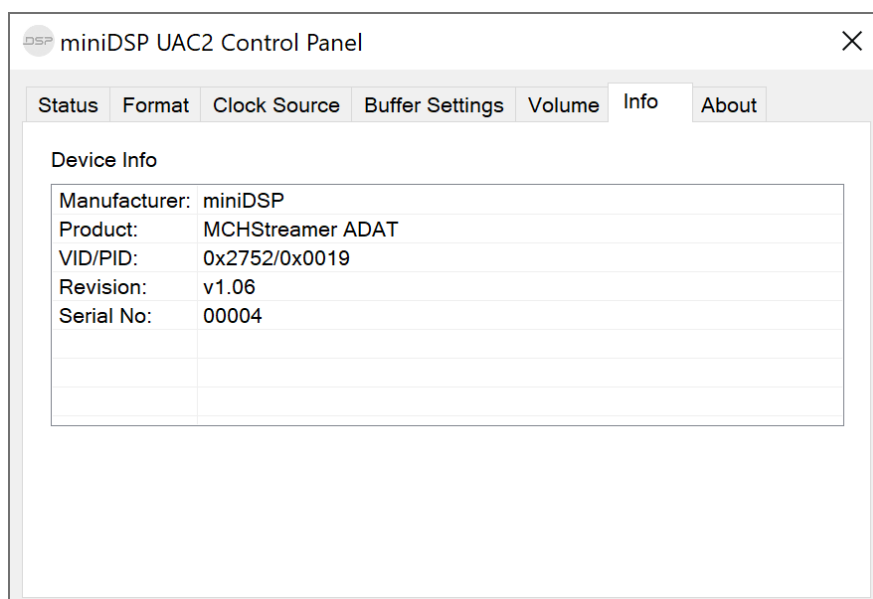 DSP miniDSP UAC2 Control Panel
Status Format Clock Source Buffer Settings Volume Info About
Device Info
Manufacturer: miniDSP
Product: MCHStreamer ADAT
VID/PID: 0x2752/0x0019
Revision: v1.06
Serial No: 00004